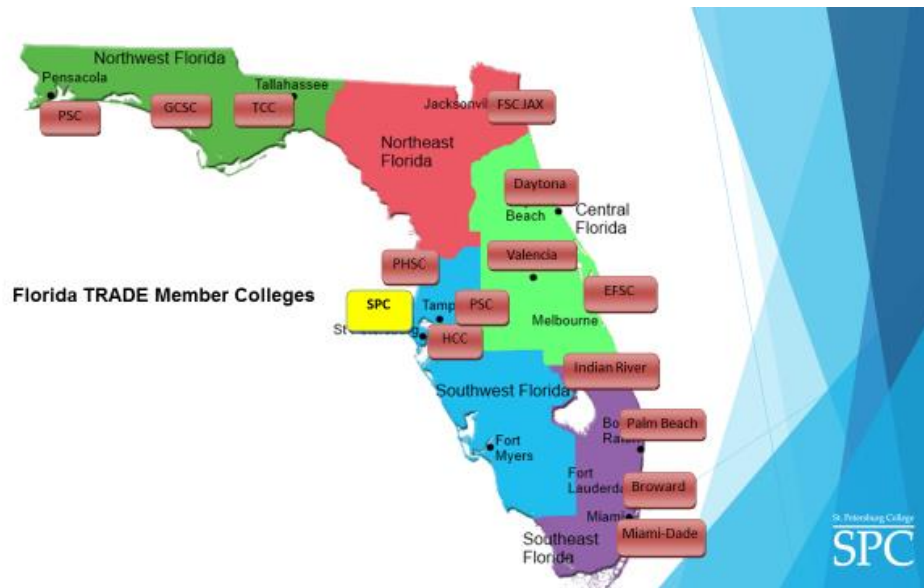 Northwest Florida
Pensacola
Tallahassee
PSC
GCSC
TCC
Jacksonvil
FSC JAX
Northeast
Florida
Daytona
Beach
Central
Florida
PHSC
Valencia
Florida TRADE Member Colleges
SPC
Tamp
PSC
EFSC
Melbourne
HCC
Indian River
Southwest Florida
Palm Beach
Fort
Myers
Fort
Lauderda
Broward
Miami
Miami-Dade
Southeast
Florida
St. Petersburg College
SPC